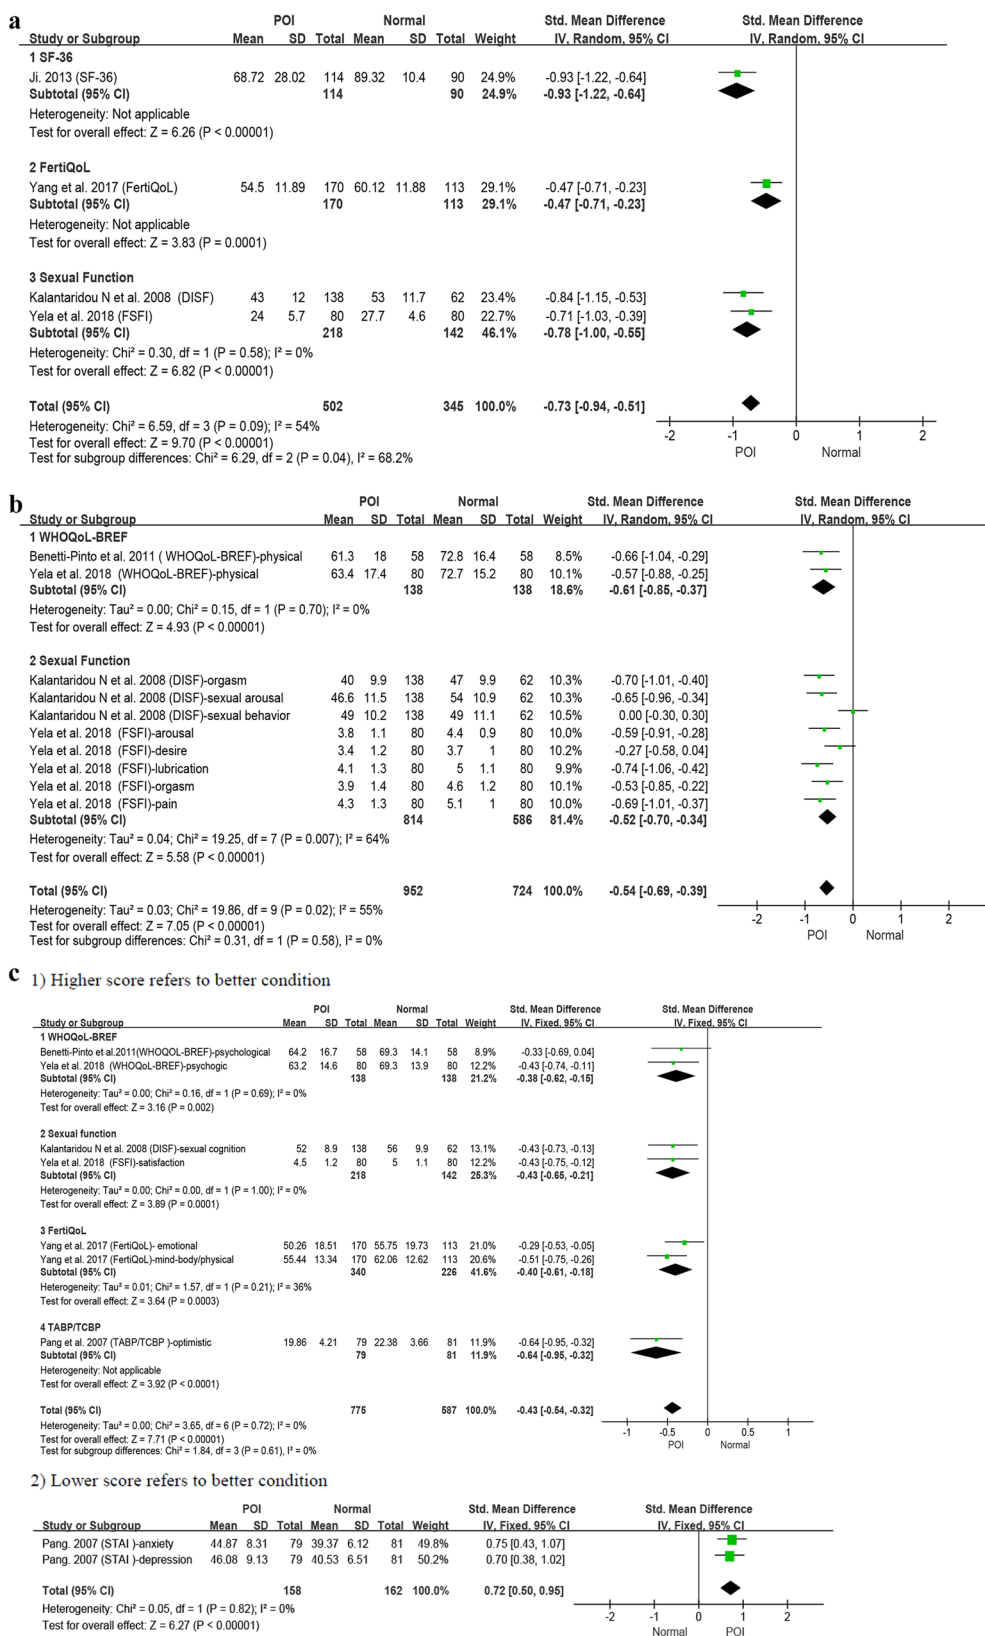 a
POI Normal Std. Mean Difference Std. Mean Difference
Study or Subgroup Mean SD Total Mean SD Total Weight IV, Random, 95% CI IV, Random, 95% CI
1 SF-36
Ji. 2013 (SF-36) 68.72 28.02 114 89.32 10.4 90 24.9% -0.93 [-1.22, -0.64]
Subtotal (95% CI) 114 90 24.9% -0.93 [-1.22, -0.64]
Heterogeneity: Not applicable
Test for overall effect: Z = 6.26 (P < 0.00001)
2 FertiQoL
Yang et al. 2017 (FertiQoL) 54.5 11.89 170 60.12 11.88 113 29.1% -0.47 [-0.71, -0.23]
Subtotal (95% CI) 170 113 29.1% -0.47 [-0.71, -0.23]
Heterogeneity: Not applicable
Test for overall effect: Z = 3.83 (P = 0.0001)
3 Sexual Function
Kalantaridou N et al. 2008 (DISF) 43 12 138 53 11.7 62 23.4% -0.84 [-1.15, -0.53]
Yela et al. 2018 (FSFI) 24 5.7 80 27.7 4.6 80 22.7% -0.71 [-1.03, -0.39]
Subtotal (95% CI) 218 142 46.1% -0.78 [-1.00, -0.55]
Heterogeneity: Chi² = 0.30, df = 1 (P = 0.58); I² = 0%
Test for overall effect: Z = 6.82 (P < 0.00001)
Total (95% CI) 502 345 100.0% -0.73 [-0.94, -0.51]
Heterogeneity: Chi² = 6.59, df = 3 (P = 0.09); I² = 54%
Test for overall effect: Z = 9.70 (P < 0.00001)
Test for subgroup differences: Chi² = 6.29, df = 2 (P = 0.04), I² = 68.2%
-2 -1 0 1 2
POI Normal
b
POI Normal Std. Mean Difference Std. Mean Difference
Study or Subgroup Mean SD Total Mean SD Total Weight IV, Random, 95% CI IV, Random, 95% CI
1 WHOQoL-BREF
Benetti-Pinto et al. 2011 ( WHOQoL-BREF)-physical 61.3 18 58 72.8 16.4 58 8.5% -0.66 [-1.04, -0.29]
Yela et al. 2018 (WHOQoL-BREF)-physical 63.4 17.4 80 72.7 15.2 80 10.1% -0.57 [-0.88, -0.25]
Subtotal (95% CI) 138 138 18.6% -0.61 [-0.85, -0.37]
Heterogeneity: Tau² = 0.00; Chi² = 0.15, df = 1 (P = 0.70); I² = 0%
Test for overall effect: Z = 4.93 (P < 0.00001)
2 Sexual Function
Kalantaridou N et al. 2008 (DISF)-orgasm 40 9.9 138 47 9.9 62 10.3% -0.70 [-1.01, -0.40]
Kalantaridou N et al. 2008 (DISF)-sexual arousal 46.6 11.5 138 54 10.9 62 10.3% -0.65 [-0.96, -0.34]
Kalantaridou N et al. 2008 (DISF)-sexual behavior 49 10.2 138 49 11.1 62 10.5% 0.00 [-0.30, 0.30]
Yela et al. 2018 (FSFI)-arousal 3.8 1.1 80 4.4 0.9 80 10.0% -0.59 [-0.91, -0.28]
Yela et al. 2018 (FSFI)-desire 3.4 1.2 80 3.7 1 80 10.2% -0.27 [-0.58, 0.04]
Yela et al. 2018 (FSFI)-lubrication 4.1 1.3 80 5 1.1 80 9.9% -0.74 [-1.06, -0.42]
Yela et al. 2018 (FSFI)-orgasm 3.9 1.4 80 4.6 1.2 80 10.1% -0.53 [-0.85, -0.22]
Yela et al. 2018 (FSFI)-pain 4.3 1.3 80 5.1 1 80 10.0% -0.69 [-1.01, -0.37]
Subtotal (95% CI) 814 586 81.4% -0.52 [-0.70, -0.34]
Heterogeneity: Tau² = 0.04; Chi² = 19.25, df = 7 (P = 0.007); I² = 64%
Test for overall effect: Z = 5.58 (P < 0.00001)
Total (95% CI) 952 724 100.0% -0.54 [-0.69, -0.39]
Heterogeneity: Tau² = 0.03; Chi² = 19.86, df = 9 (P = 0.02); I² = 55%
Test for overall effect: Z = 7.05 (P < 0.00001)
Test for subgroup differences: Chi² = 0.31, df = 1 (P = 0.58), I² = 0%
-2 -1 0 1 2
POI Normal
c
1) Higher score refers to better condition
POI Normal Std. Mean Difference Std. Mean Difference
Study or Subgroup Mean SD Total Mean SD Total Weight IV, Fixed, 95% CI IV, Fixed, 95% CI
1 WHOQoL-BREF
Benetti-Pinto et al.2011(WHOQOL-BREF)-psychological 64.2 16.7 58 69.3 14.1 58 8.9% -0.33 [-0.69, 0.04]
Yela et al. 2018 (WHOQoL-BREF)-psychogic 63.2 14.6 80 69.3 13.9 80 12.2% -0.43 [-0.74, -0.11]
Subtotal (95% CI) 138 138 21.2% -0.38 [-0.62, -0.15]
Heterogeneity: Tau² = 0.00; Chi² = 0.16, df = 1 (P = 0.69); I² = 0%
Test for overall effect: Z = 3.16 (P = 0.002)
2 Sexual function
Kalantaridou N et al. 2008 (DISF)-sexual cognition 52 8.9 138 56 9.9 62 13.1% -0.43 [-0.73, -0.13]
Yela et al. 2018 (FSFI)-satisfaction 4.5 1.2 80 5 1.1 80 12.2% -0.43 [-0.75, -0.12]
Subtotal (95% CI) 218 142 25.3% -0.43 [-0.65, -0.21]
Heterogeneity: Tau² = 0.00; Chi² = 0.00, df = 1 (P = 1.00); I² = 0%
Test for overall effect: Z = 3.89 (P = 0.0001)
3 FertiQoL
Yang et al. 2017 (FertiQoL)- emotional 50.26 18.51 170 55.75 19.73 113 21.0% -0.29 [-0.53, -0.05]
Yang et al. 2017 (FertiQoL)-mind-body/physical 55.44 13.34 170 62.06 12.62 113 20.6% -0.51 [-0.75, -0.26]
Subtotal (95% CI) 340 226 41.6% -0.40 [-0.61, -0.18]
Heterogeneity: Tau² = 0.01; Chi² = 1.57, df = 1 (P = 0.21); I² = 36%
Test for overall effect: Z = 3.64 (P = 0.0003)
4 TABP/TCBP
Pang et al. 2007 (TABP/TCBP )-optimistic 19.86 4.21 79 22.38 3.66 81 11.9% -0.64 [-0.95, -0.32]
Subtotal (95% CI) 79 81 11.9% -0.64 [-0.95, -0.32]
Heterogeneity: Not applicable
Test for overall effect: Z = 3.92 (P < 0.0001)
Total (95% CI) 775 587 100.0% -0.43 [-0.54, -0.32]
Heterogeneity: Tau² = 0.00; Chi² = 3.65, df = 6 (P = 0.72); I² = 0%
Test for overall effect: Z = 7.71 (P < 0.00001)
Test for subgroup differences: Chi² = 1.84, df = 3 (P = 0.61), I² = 0%
-1 -0.5 0 0.5 1
POI Normal
2) Lower score refers to better condition
POI Normal Std. Mean Difference Std. Mean Difference
Study or Subgroup Mean SD Total Mean SD Total Weight IV, Fixed, 95% CI IV, Fixed, 95% CI
Pang. 2007 (STAI )-anxiety 44.87 8.31 79 39.37 6.12 81 49.8% 0.75 [0.43, 1.07]
Pang. 2007 (STAI )-depression 46.08 9.13 79 40.53 6.51 81 50.2% 0.70 [0.38, 1.02]
Total (95% CI) 158 162 100.0% 0.72 [0.50, 0.95]
Heterogeneity: Chi² = 0.05, df = 1 (P = 0.82); I² = 0%
Test for overall effect: Z = 6.27 (P < 0.00001)
-2 -1 0 1 2
Normal POI